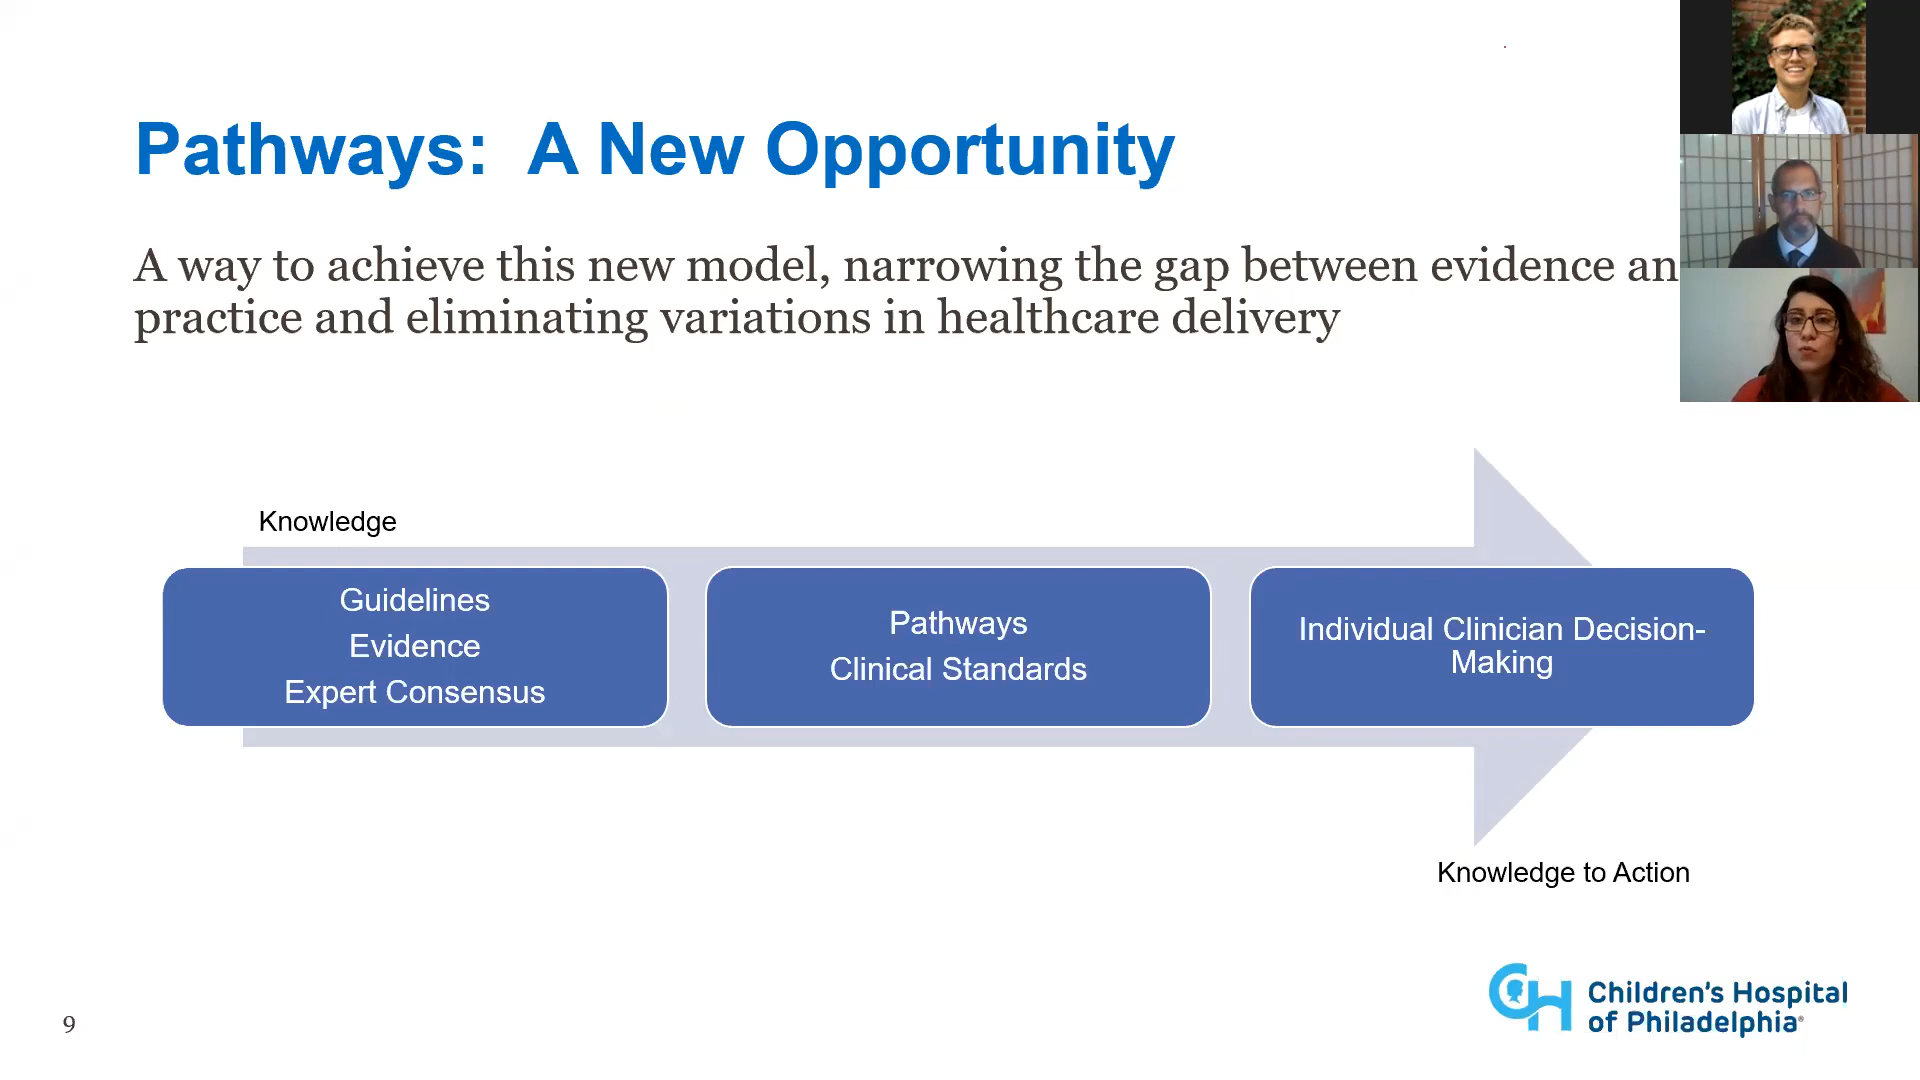 Pathways:  A New Opportunity
A way to achieve this new model, narrowing the gap between evidence an
practice and eliminating variations in healthcare delivery
Knowledge
Guidelines
Evidence
Expert Consensus
Pathways
Clinical Standards
Individual Clinician Decision-
Making
Knowledge to Action
CH
Children's Hospital
of Philadelphia®
9